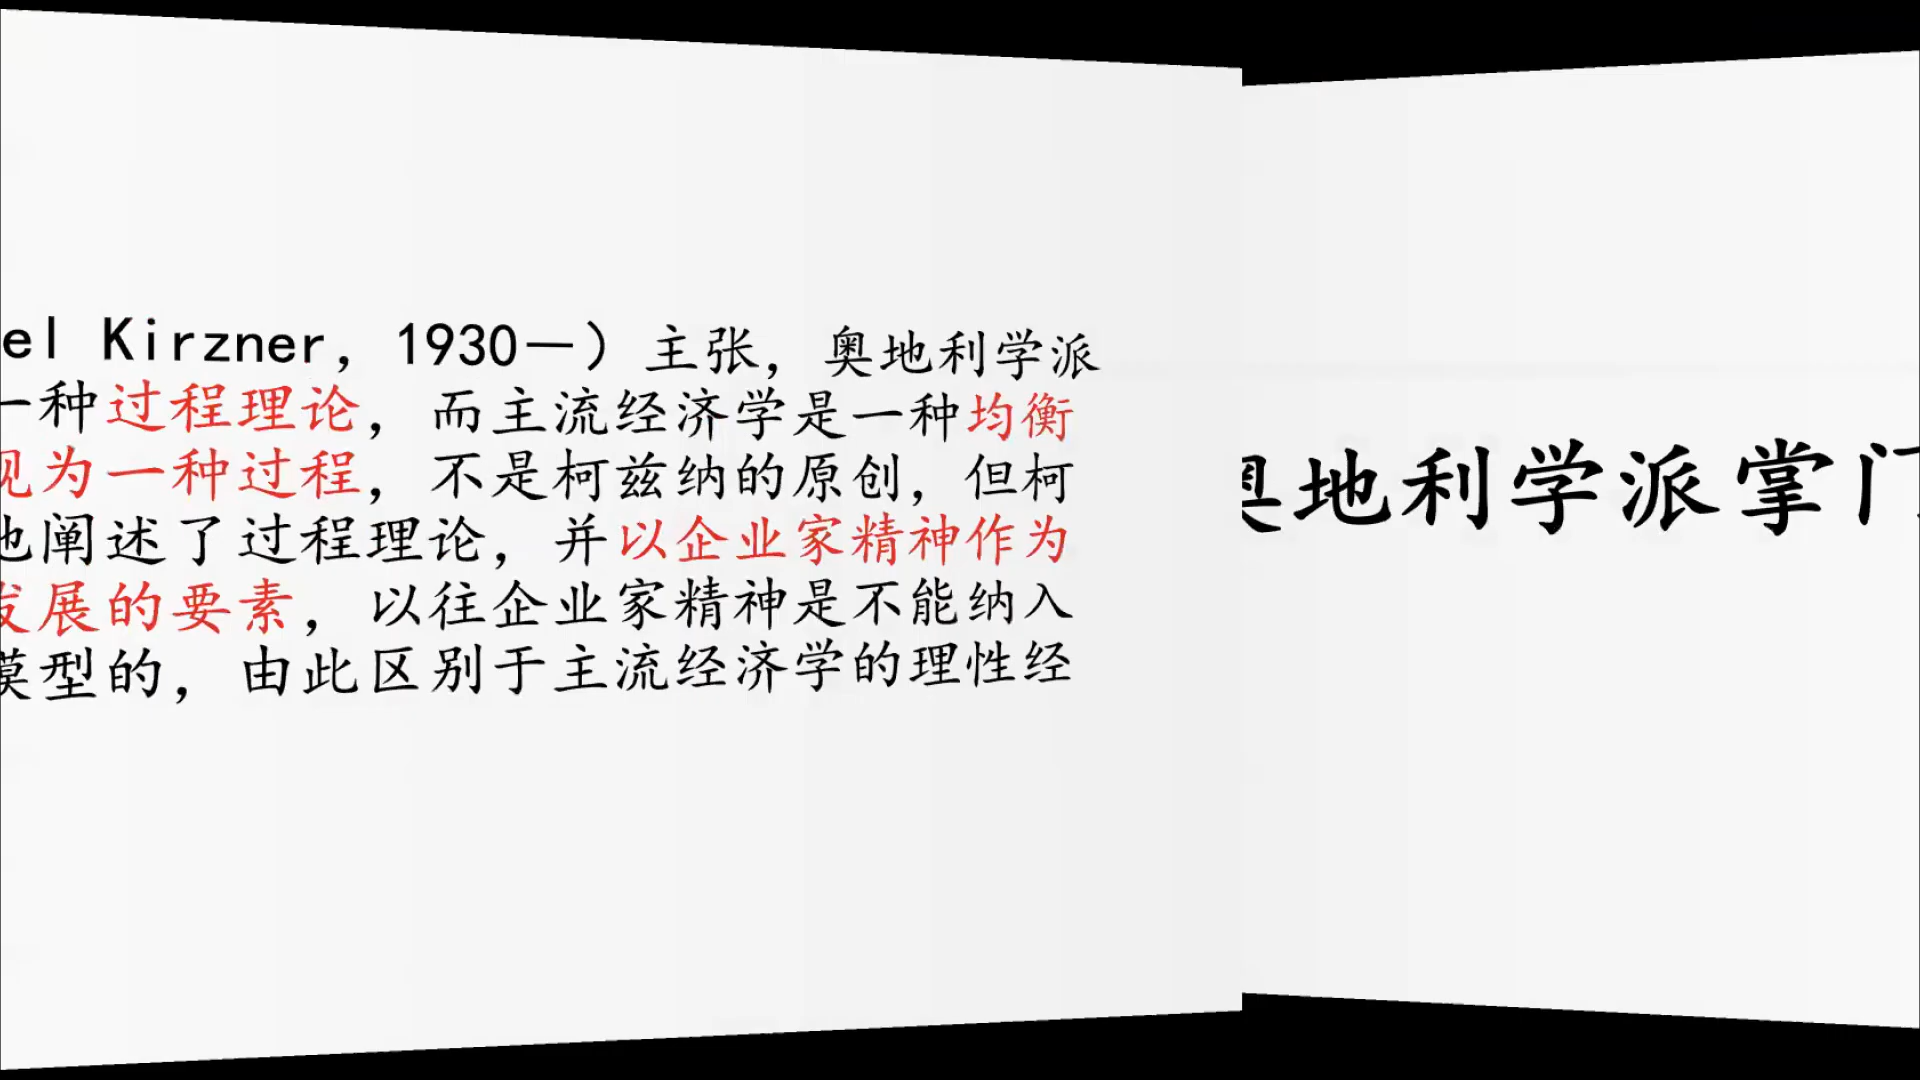 el Kirzner, 1930—）主张，奥地利学派
一种过程理论，而主流经济学是一种均衡
为一种过程，不是柯兹纳的原创，但柯
地阐述了过程理论，并以企业家精神作为
发展的要素，以往企业家精神是不能纳入
模型的，由此区别于主流经济学的理性经
奥地利学派掌门